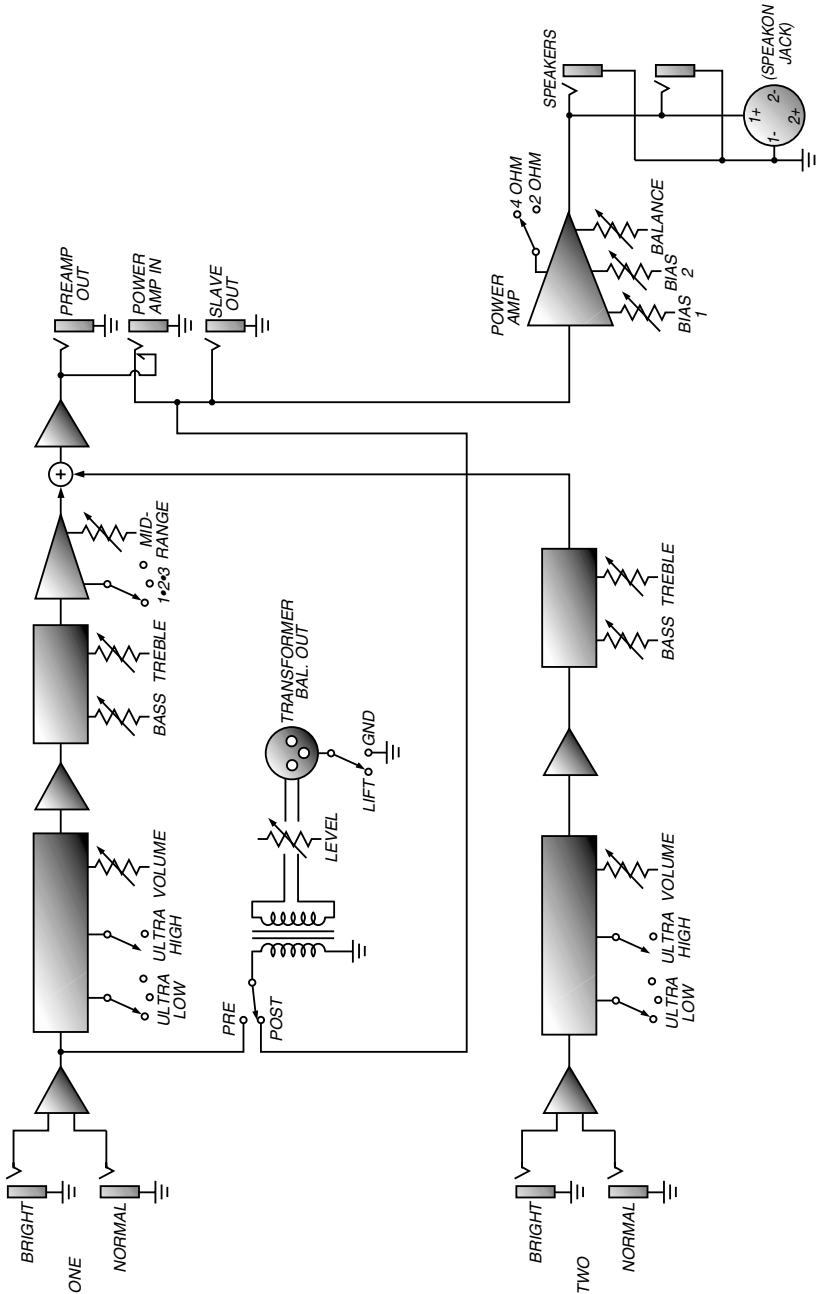 BRIGHT
ONE
NORMAL
ULTRA
LOW
ULTRA
HIGH
VOLUME
BASS
TREBLE
1•2•3
MID-
RANGE
PREAMP
OUT
POWER
AMP IN
SLAVE
OUT
PRE
POST
LEVEL
TRANSFORMER
BAL. OUT
LIFT
GND
BRIGHT
TWO
NORMAL
ULTRA
LOW
ULTRA
HIGH
VOLUME
BASS
TREBLE
POWER
AMP
4 OHM
2 OHM
BIAS
1
BIAS
2
BALANCE
SPEAKERS
1+
1-
2-
2+
(SPEAKON
JACK)
+